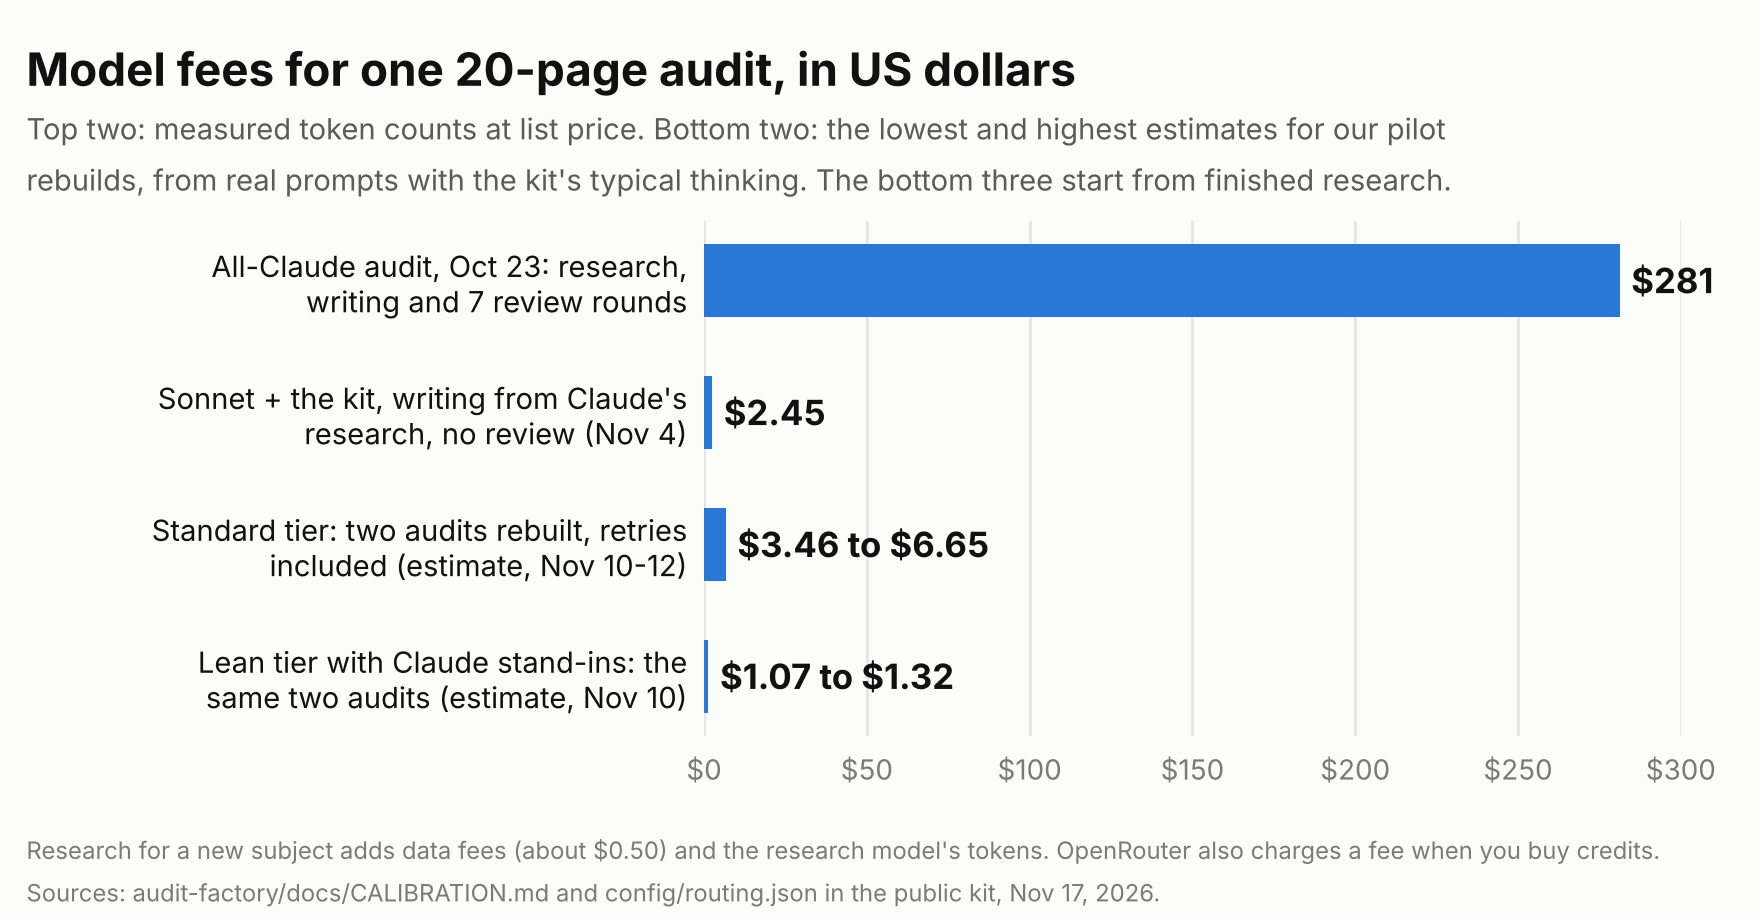 Model fees for one 20-page audit, in US dollars
Top two: measured token counts at list price. Bottom two: the lowest and highest estimates for our pilot
rebuilds, from real prompts with the kit's typical thinking. The bottom three start from finished research.
All-Claude audit, Oct 23: research,
writing and 7 review rounds
$281
Sonnet + the kit, writing from Claude's
research, no review (Nov 4)
$2.45
Standard tier: two audits rebuilt, retries
included (estimate, Nov 10-12)
$3.46 to $6.65
Lean tier with Claude stand-ins: the
same two audits (estimate, Nov 10)
$1.07 to $1.32
$0 $50 $100 $150 $200 $250 $300
Research for a new subject adds data fees (about $0.50) and the research model's tokens. OpenRouter also charges a fee when you buy credits.
Sources: audit-factory/docs/CALIBRATION.md and config/routing.json in the public kit, Nov 17, 2026.